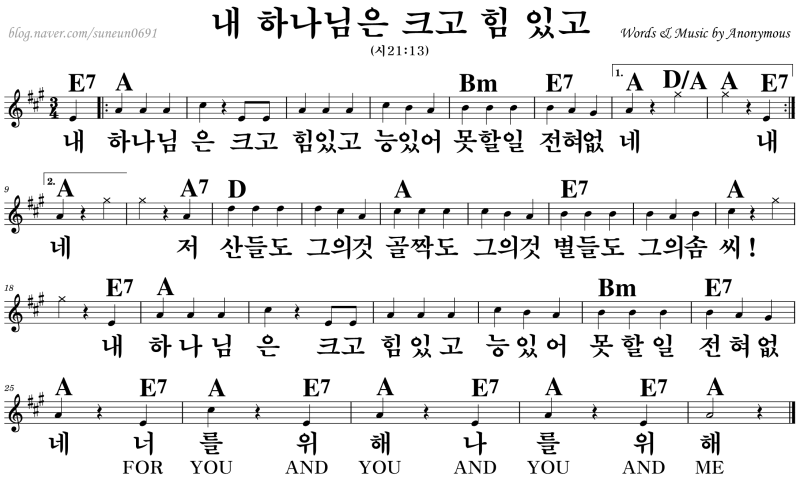 내 하나님은 크고 힘 있고
blog.naver.com/suneun0691
Words & Music by Anonymous
(시21:13)
E7 A Bm E7 1. A D/A A E7
3 4
내 하나님 은 크고 힘있고 능있어 못할일 전혀없 네 내
9 2. A A7 D A E7 A
네 저 산들도 그의것 골짝도 그의것 별들도 그의솜 씨!
18 E7 A Bm E7
내 하나님 은 크고 힘있고 능있어 못할일 전혀없
25 A E7 A E7 A E7 A E7 A
네 너 를 위 해 나 를 위 해
FOR YOU AND YOU AND YOU AND ME